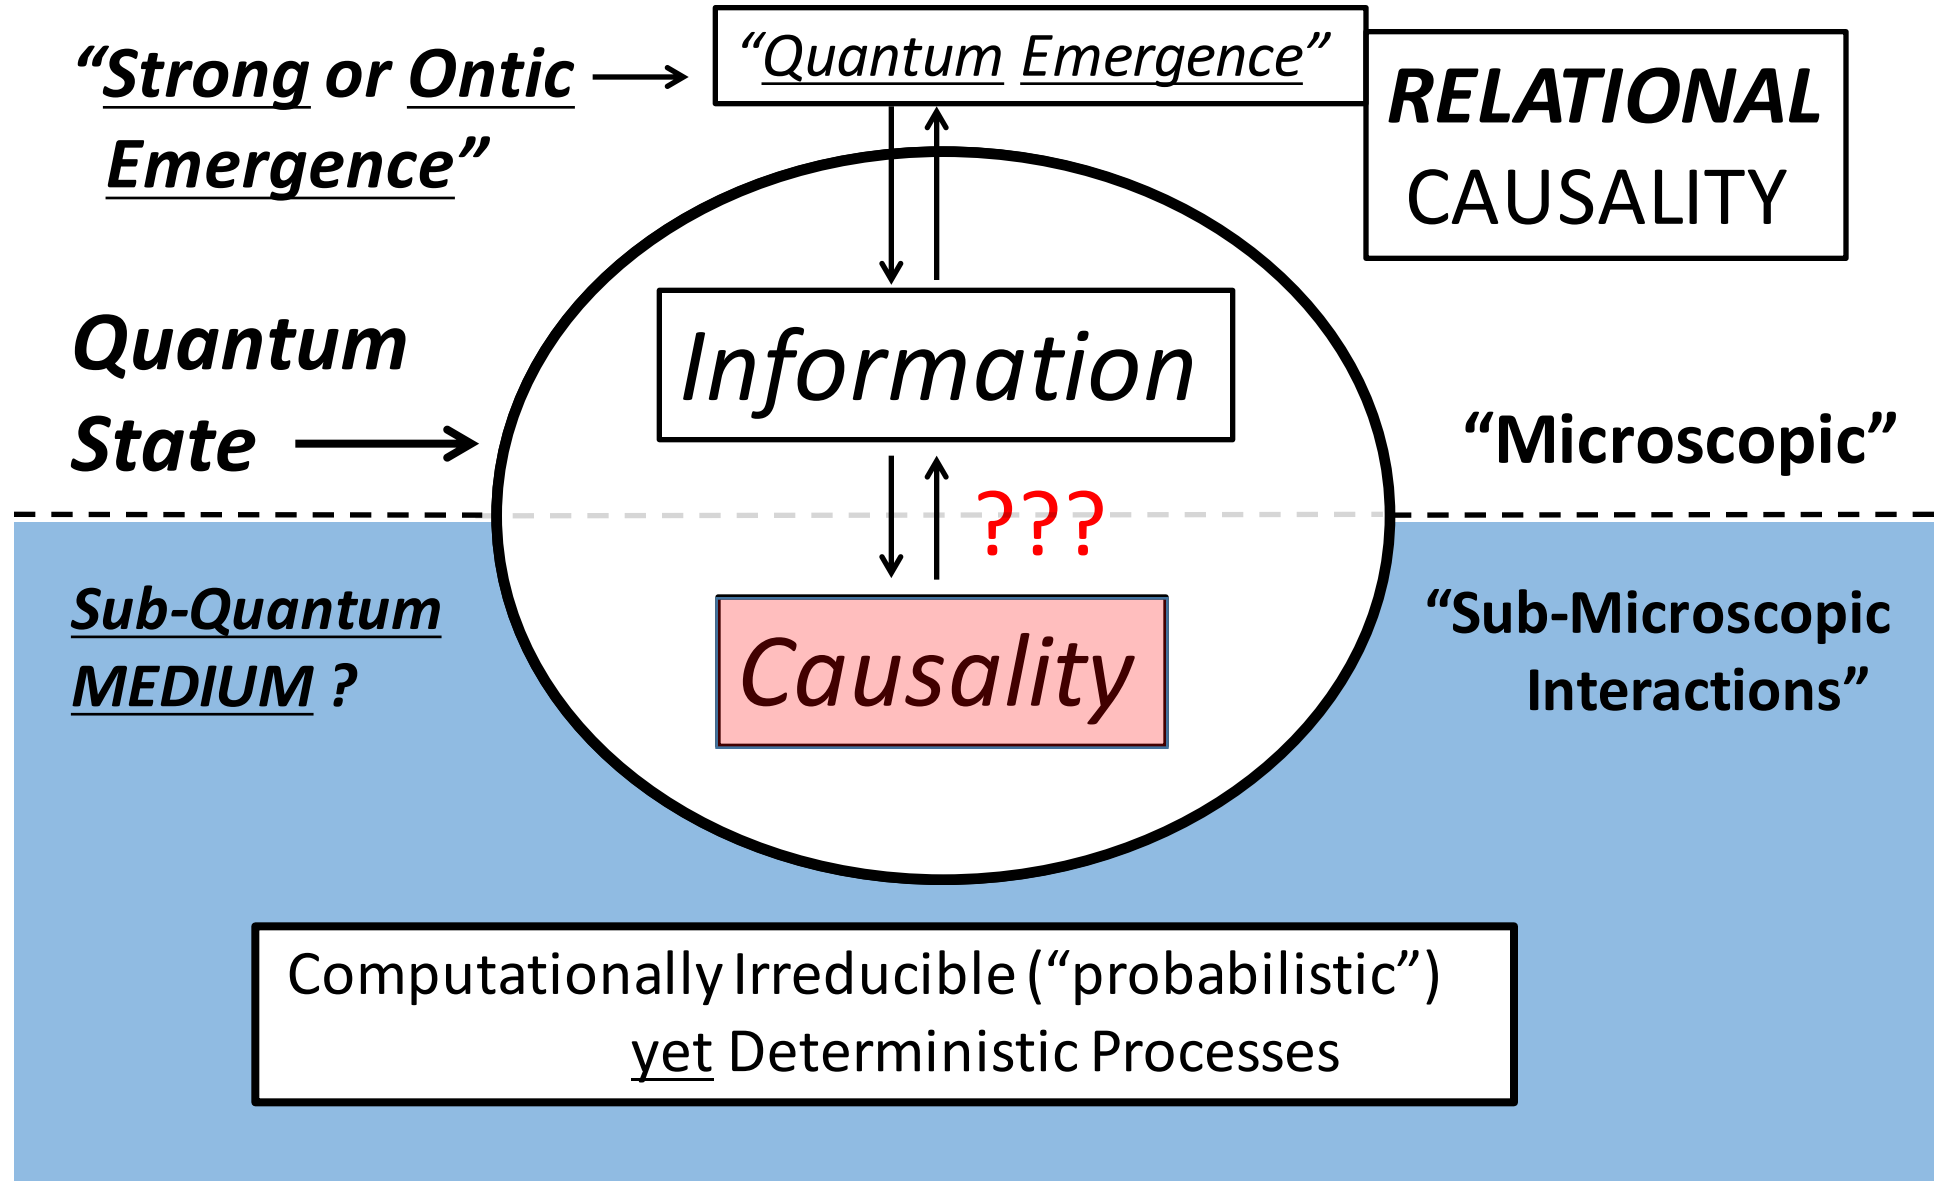 “Strong or Ontic
Emergence”
“Quantum Emergence”
RELATIONAL
CAUSALITY
Quantum
State
Information
“Microscopic”
???
Sub-Quantum
MEDIUM ?
Causality
“Sub-Microscopic
Interactions”
Computationally Irreducible (“probabilistic”)
yet Deterministic Processes